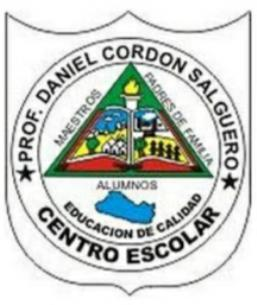 PROF. DANIEL CORDON SALGUERO
MAESTROS
PADRES DE FAMILIA
ALUMNOS
EDUCACION DE CALIDAD
CENTRO ESCOLAR